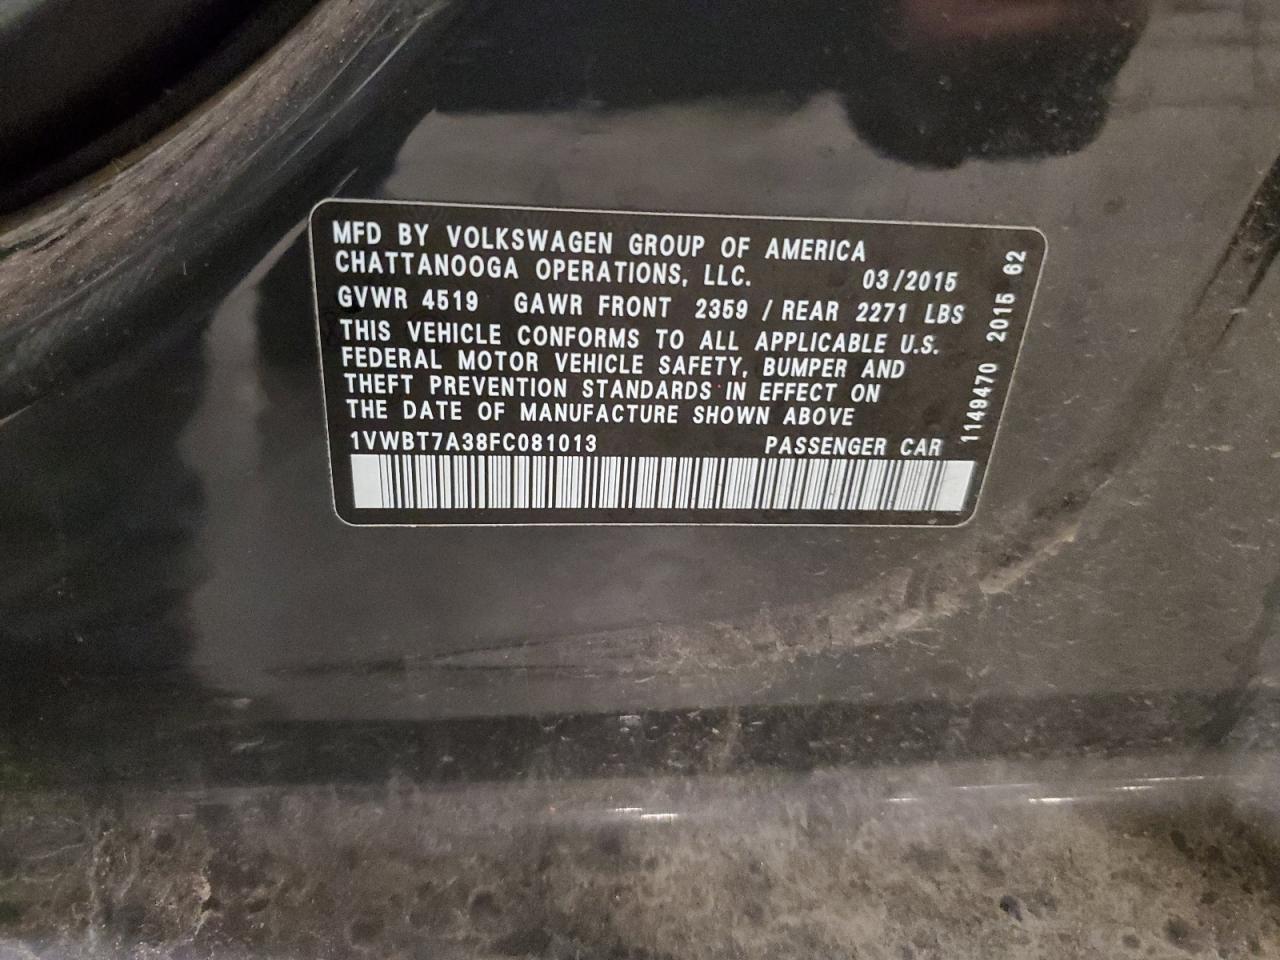 MFD BY VOLKSWAGEN GROUP OF AMERICA
CHATTANOOGA OPERATIONS, LLC. 03/2015
GVWR 4519 GAWR FRONT 2359 / REAR 2271 LBS
THIS VEHICLE CONFORMS TO ALL APPLICABLE U.S.
FEDERAL MOTOR VEHICLE SAFETY, BUMPER AND
THEFT PREVENTION STANDARDS IN EFFECT ON
THE DATE OF MANUFACTURE SHOWN ABOVE
1VWBT7A38FC081013 PASSENGER CAR
1149470 2015 62